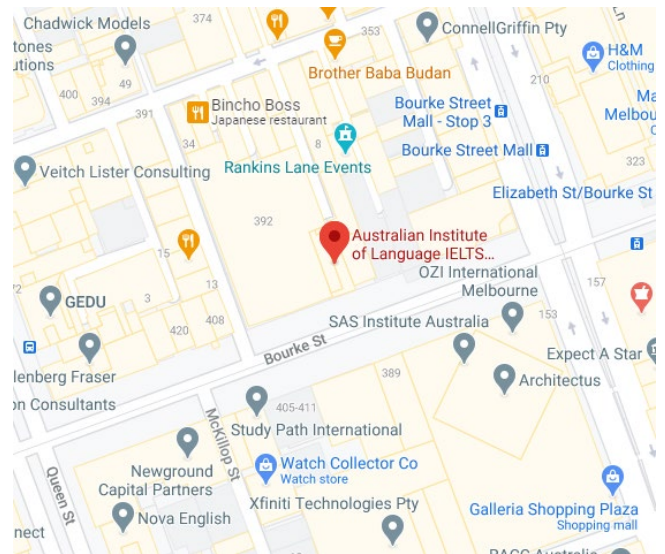 Chadwick Models
374
353
ConnellGriffin Pty
Ln
tones
utions
49
400
394
391
Brother Baba Budan
210
H&M
Clothing
Bincho Boss
Japanese restaurant
34
8
Bourke Street
Mall - Stop 3
Ma
Melbou
Rankins Lane Events
Bourke Street Mall
323
Veitch Lister Consulting
Elizabeth St/Bourke St
392
Australian Institute
of Language IELTS...
15
OZI International
Melbourne
157
GEDU
3
13
408
420
SAS Institute Australia
153
Bourke St
Expect A Star
lenberg Fraser
on Consultants
389
Architectus
405-411
McKillop St
Study Path International
Queen St
Newground
Capital Partners
Watch Collector Co
Watch store
Xfiniti Technologies Pty
Galleria Shopping Plaza
Shopping mall
nect
Nova English